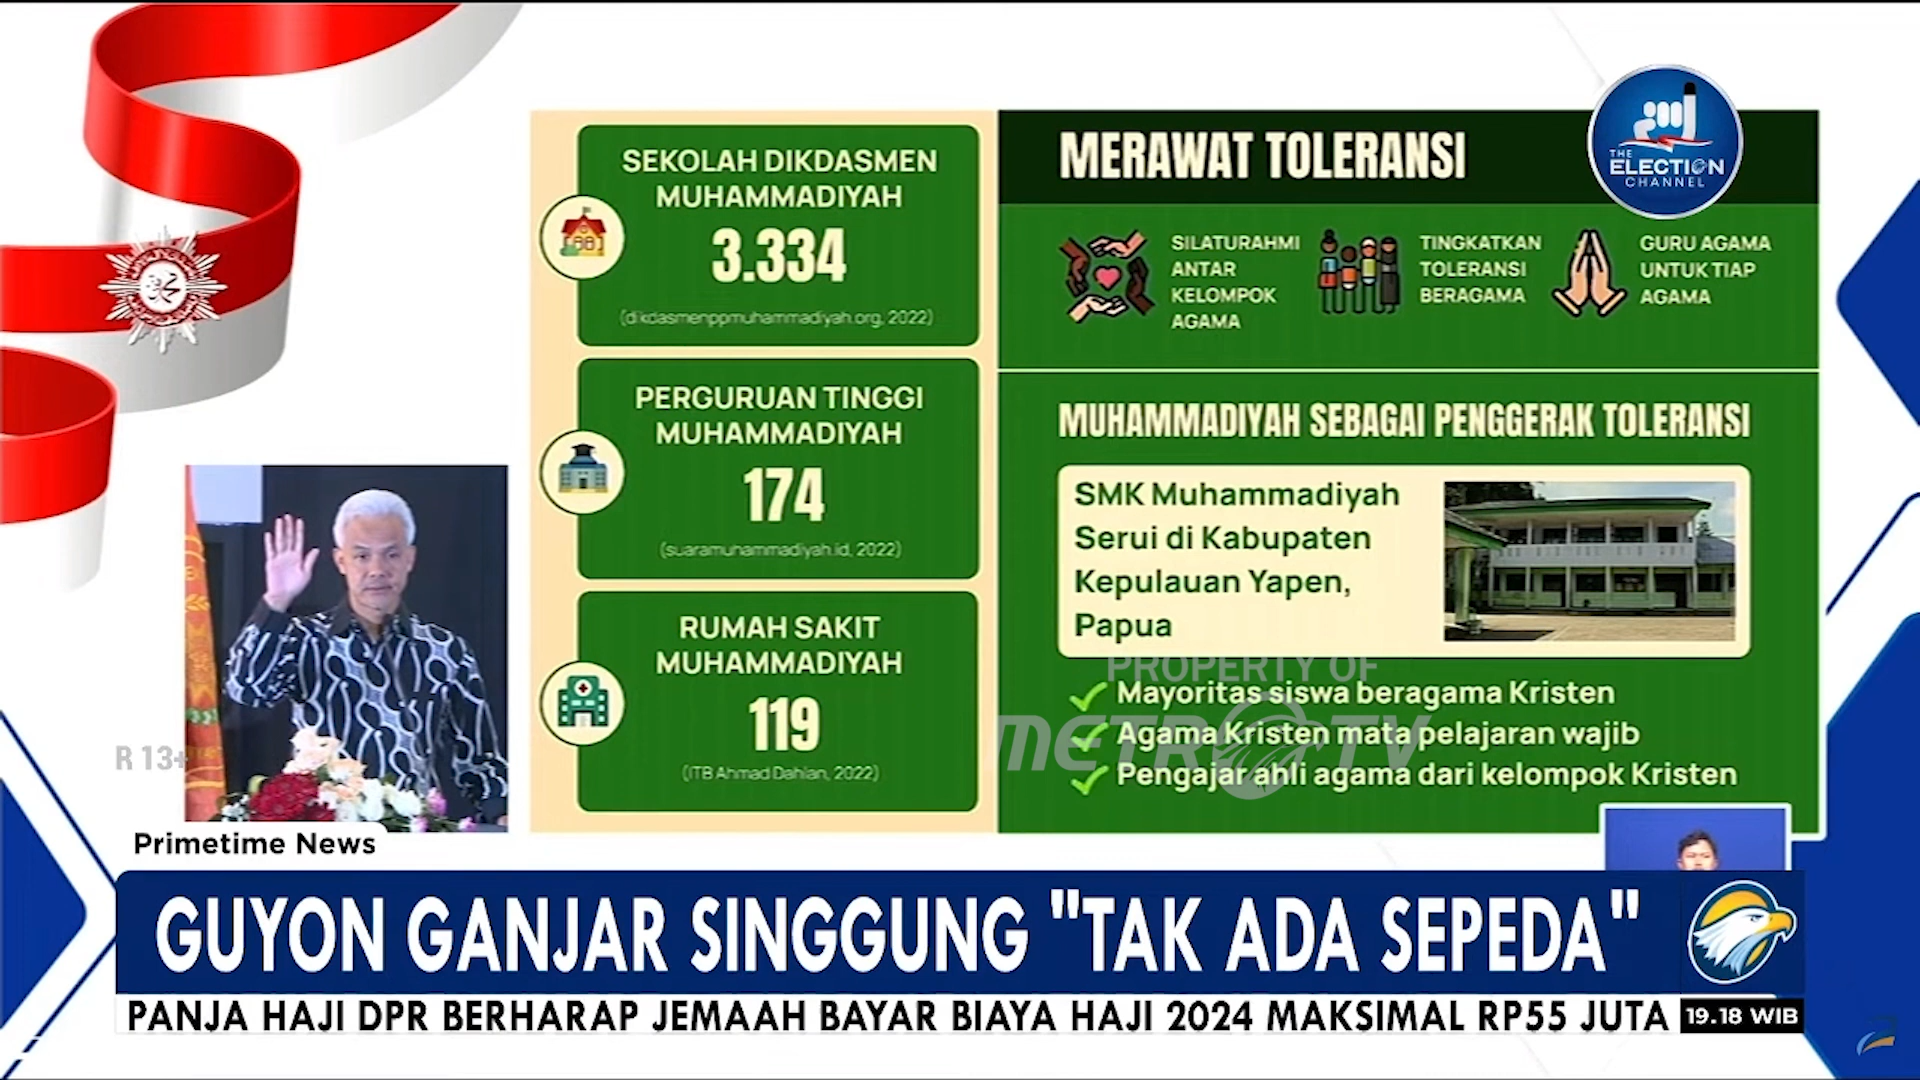 THE
ELECTION
CHANNEL
SEKOLAH DIKDASMEN
MUHAMMADIYAH
3.334
(dikdasmenppmuhammadiyah.org, 2022)
PERGURUAN TINGGI
MUHAMMADIYAH
174
(suaramuhammadiyah.id, 2022)
RUMAH SAKIT
MUHAMMADIYAH
119
(ITB Ahmad Dahlan, 2022)
MERAWAT TOLERANSI
SILATURAHMI
ANTAR
KELOMPOK
AGAMA
TINGKATKAN
TOLERANSI
BERAGAMA
GURU AGAMA
UNTUK TIAP
AGAMA
MUHAMMADIYAH SEBAGAI PENGGERAK TOLERANSI
SMK Muhammadiyah
Serui di Kabupaten
Kepulauan Yapen,
Papua
PROPERTY OF
METRO TV
Mayoritas siswa beragama Kristen
Agama Kristen mata pelajaran wajib
Pengajar ahli agama dari kelompok Kristen
R 13+
Primetime News
GUYON GANJAR SINGGUNG "TAK ADA SEPEDA"
PANJA HAJI DPR BERHARAP JEMAAH BAYAR BIAYA HAJI 2024 MAKSIMAL RP55 JUTA
19.18 WIB